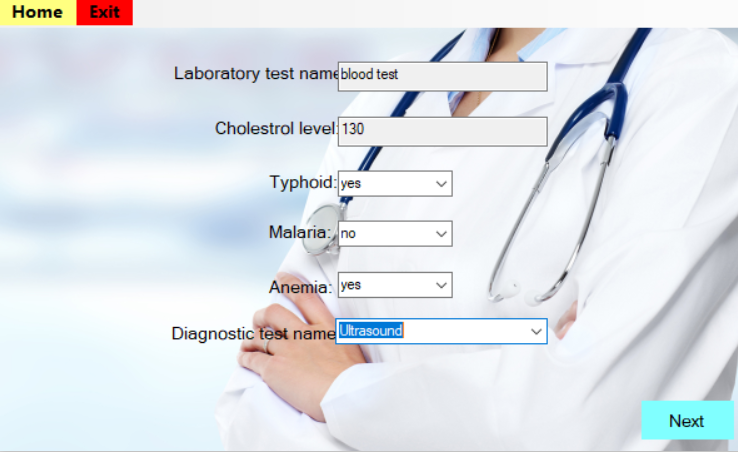 Home Exit
Laboratory test name blood test
Cholestrol level: 130
Typhoid: yes
Malaria: no
Anemia: yes
Diagnostic test name Ultrasound
Next